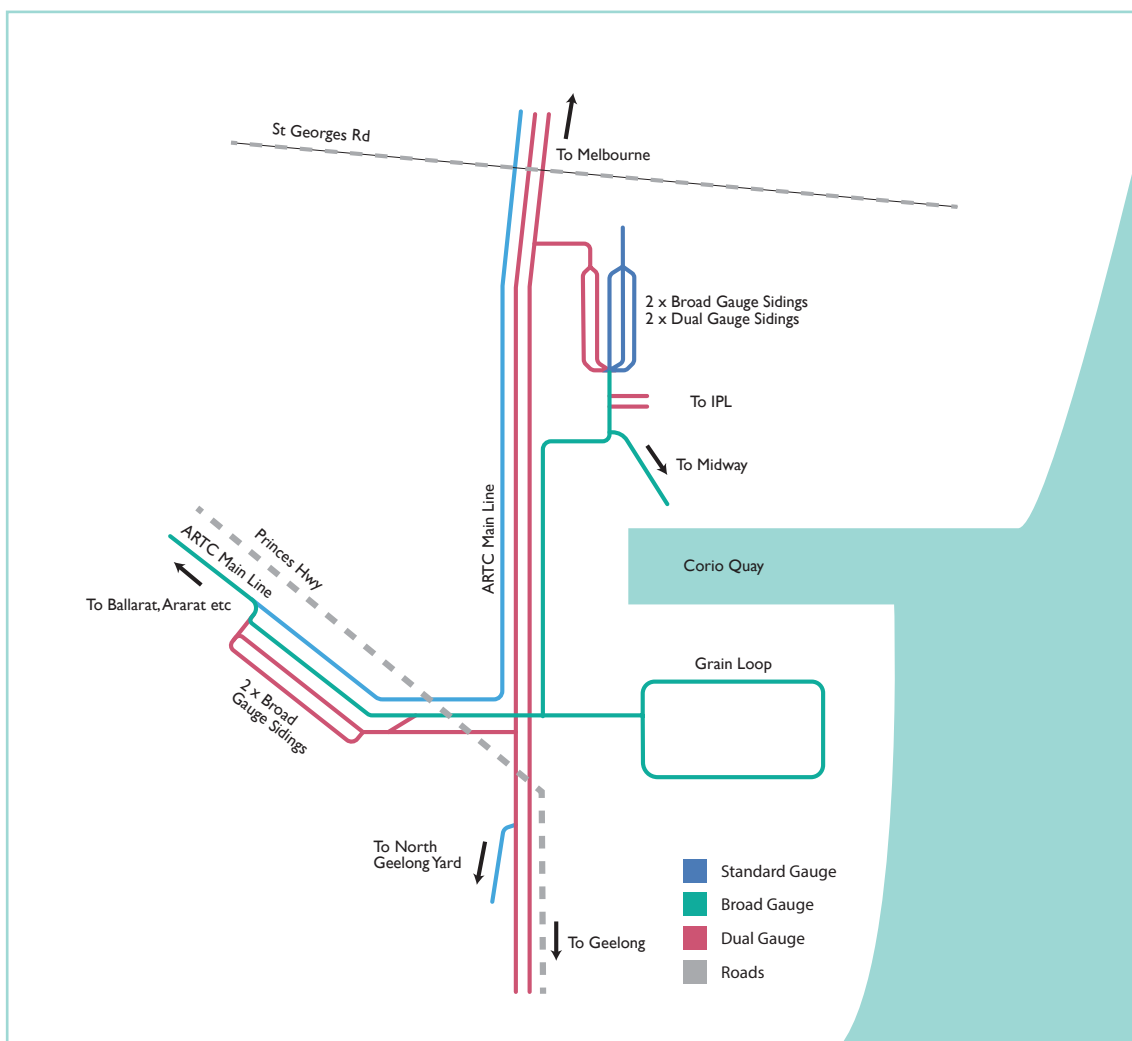 St Georges Rd
To Melbourne
2 x Broad Gauge Sidings
2 x Dual Gauge Sidings
To IPL
To Midway
ARTC Main Line
Princes Hwy
ARTC Main Line
To Ballarat, Ararat etc
Corio Quay
Grain Loop
2 x Broad
Gauge Sidings
To North
Geelong Yard
To Geelong
Standard Gauge
Broad Gauge
Dual Gauge
Roads